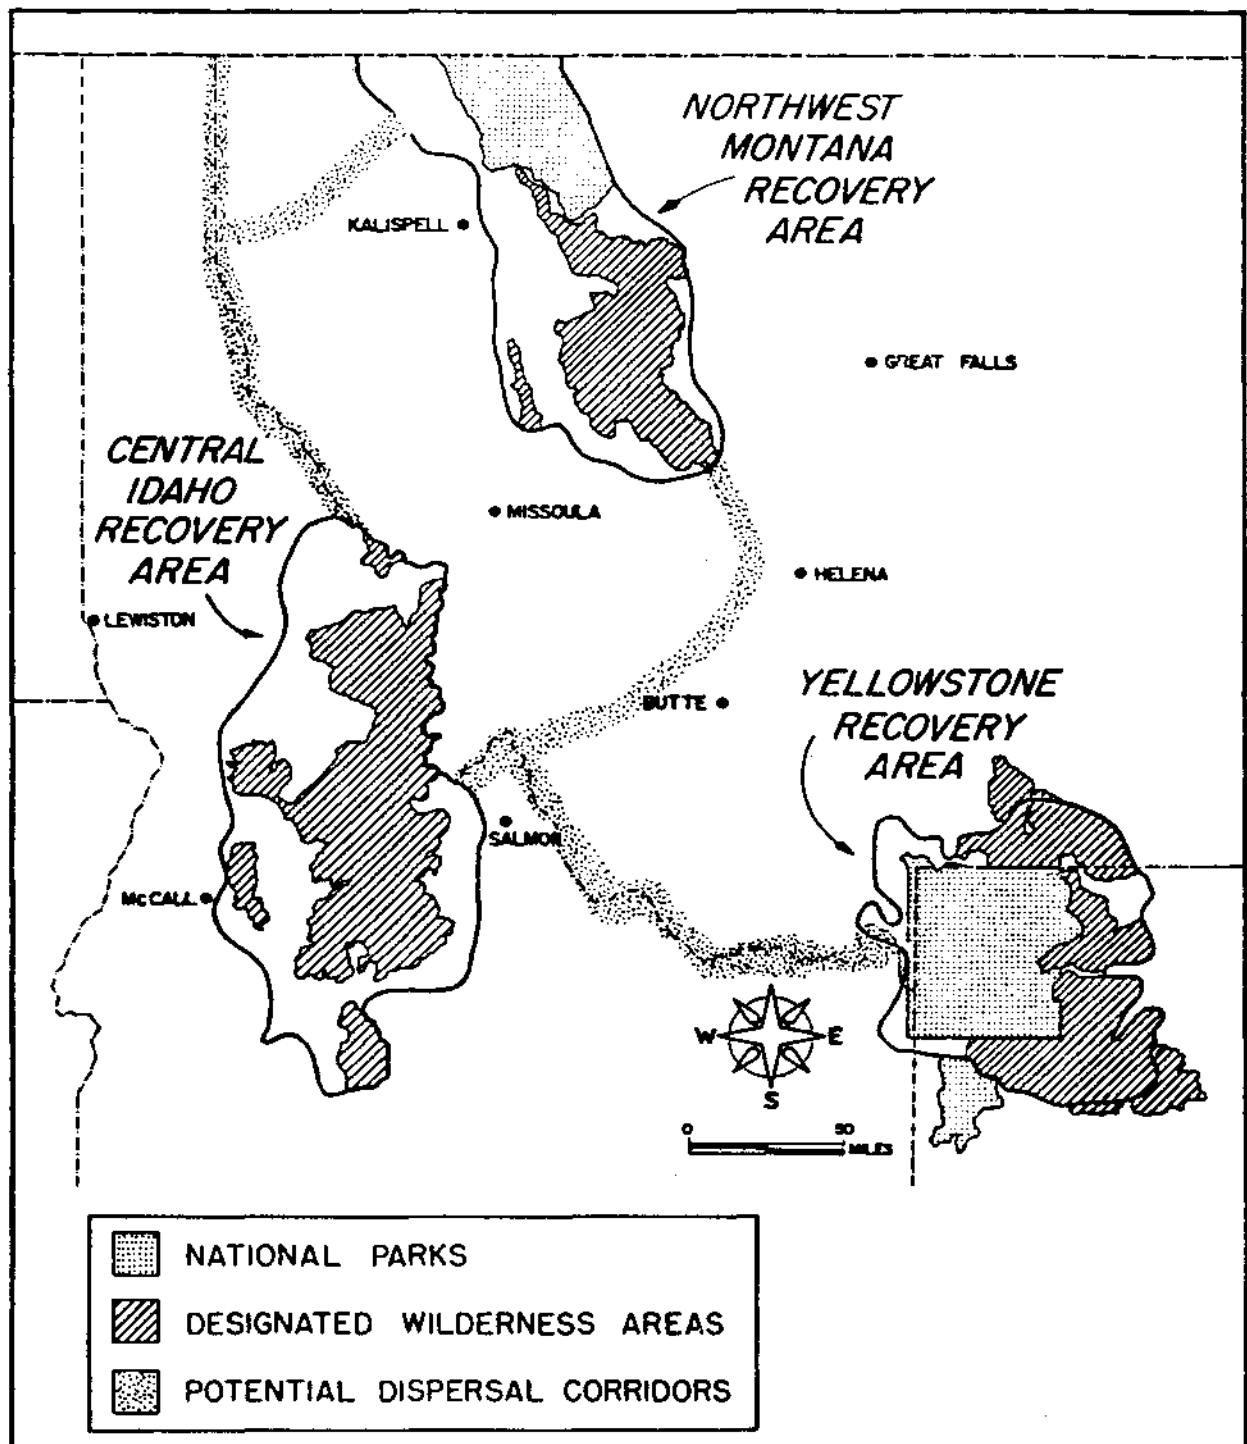 NORTHWEST
MONTANA
RECOVERY
AREA
KALISPELL
GREAT FALLS
CENTRAL
IDAHO
RECOVERY
AREA
MISSOULA
HELENA
LEWISTON
YELLOWSTONE
RECOVERY
AREA
BUTTE
SALMON
McCALL
W E
S
0 50
MILES
NATIONAL PARKS
DESIGNATED WILDERNESS AREAS
POTENTIAL DISPERSAL CORRIDORS